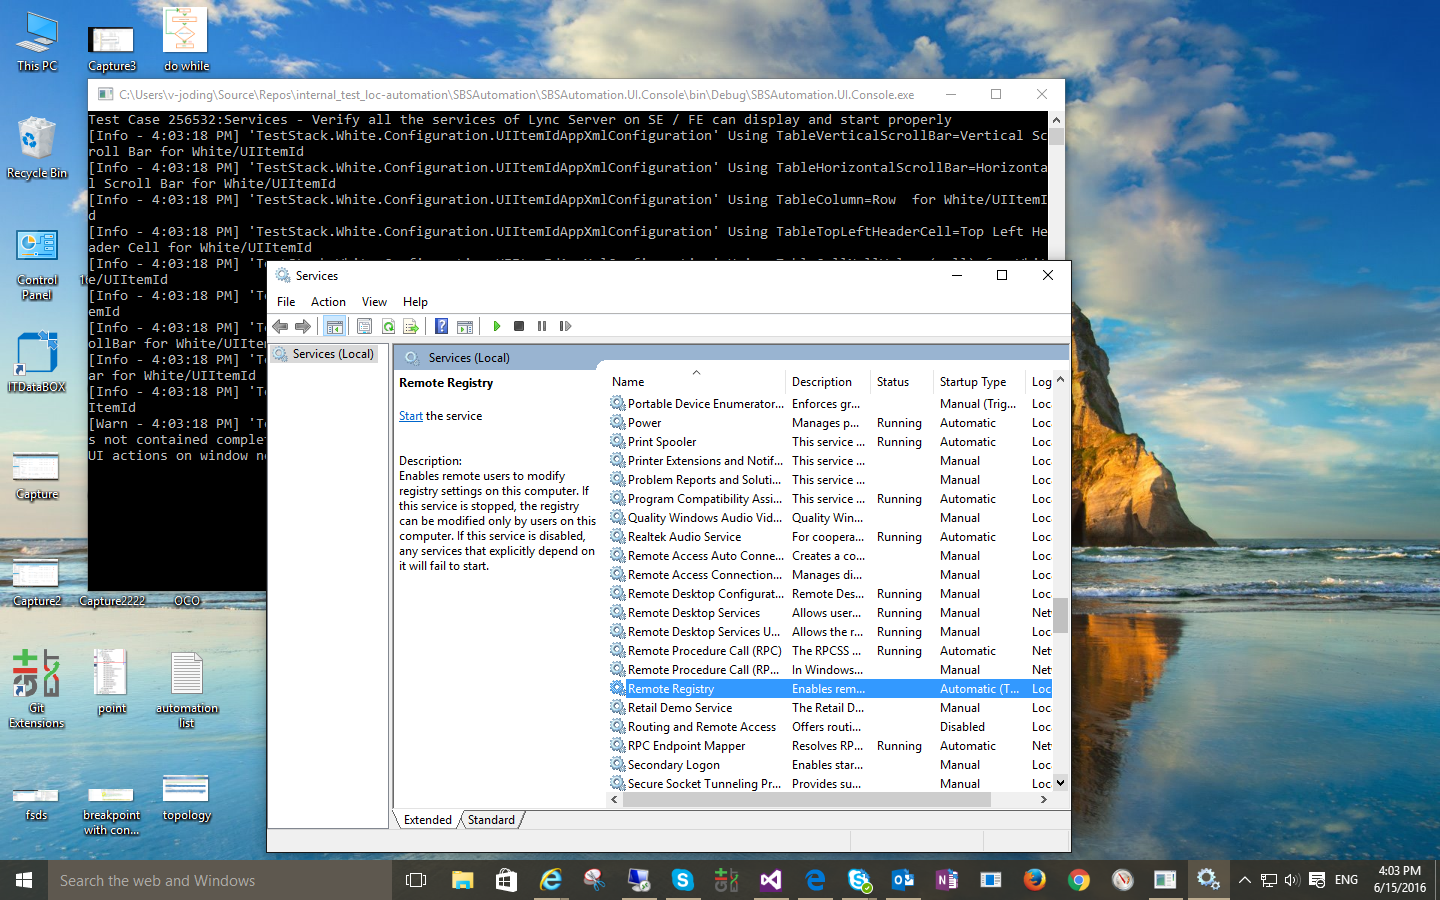 This PC
Capture3
do while
Recycle Bin
Control
Panel
ITDataBOX
Capture
Capture2
Capture2222
OCO
Git
Extensions
point
automation
list
fsds
breakpoint
with con...
topology
C:\Users\v-joding\Source\Repos\internal_test_loc-automation\SBSAutomation\SBSAutomation.UI.Console\bin\Debug\SBSAutomation.UI.Console.exe
Test Case 256532:Services - Verify all the services of Lync Server on SE / FE can display and start properly
[Info - 4:03:18 PM] 'TestStack.White.Configuration.UIItemIdAppXmlConfiguration' Using TableVerticalScrollBar=Vertical Sc
roll Bar for White/UIItemId
[Info - 4:03:18 PM] 'TestStack.White.Configuration.UIItemIdAppXmlConfiguration' Using TableHorizontalScrollBar=Horizonta
l Scroll Bar for White/UIItemId
[Info - 4:03:18 PM] 'TestStack.White.Configuration.UIItemIdAppXmlConfiguration' Using TableColumn=Row  for White/UIItemI
d
[Info - 4:03:18 PM] 'TestStack.White.Configuration.UIItemIdAppXmlConfiguration' Using TableTopLeftHeaderCell=Top Left He
ader Cell for White/UIItemId
[Info - 4:03:18 PM]
e/UIItemId
[Info - 4:03:18 PM] 'Te
emId
[Info - 4:03:18 PM] 'Te
ollBar for White/UIItem
[Info - 4:03:18 PM] 'Te
ar for White/UIItemId
[Info - 4:03:18 PM] 'Te
ItemId
[Warn - 4:03:18 PM] 'Te
s not contained complet
UI actions on window no
Services
File Action View Help
Services (Local)
Services (Local)
Remote Registry
Start the service
Description:
Enables remote users to modify
registry settings on this computer. If
this service is stopped, the registry
can be modified only by users on this
computer. If this service is disabled,
any services that explicitly depend on
it will fail to start.
Name Description Status Startup Type Log
Portable Device Enumerator... Enforces gr... Manual (Trig... Loc
Power Manages p... Running Automatic Loc
Print Spooler This service ... Running Automatic Loc
Printer Extensions and Notif... This service ... Manual Loc
Problem Reports and Soluti... This service ... Manual Loc
Program Compatibility Assi... This service ... Running Automatic Loc
Quality Windows Audio Vid... Quality Win... Manual Loc
Realtek Audio Service For coopera... Running Automatic Loc
Remote Access Auto Conne... Creates a co... Manual Loc
Remote Access Connection... Manages di... Manual Loc
Remote Desktop Configurat... Remote Des... Running Manual Loc
Remote Desktop Services Allows user... Running Manual Net
Remote Desktop Services U... Allows the r... Running Manual Loc
Remote Procedure Call (RPC) The RPCSS ... Running Automatic Net
Remote Procedure Call (RP... In Windows... Manual Net
Remote Registry Enables rem... Automatic (T... Loc
Retail Demo Service The Retail D... Manual Loc
Routing and Remote Access Offers routi... Disabled Loc
RPC Endpoint Mapper Resolves RP... Running Automatic Net
Secondary Logon Enables star... Manual Loc
Secure Socket Tunneling Pr... Provides su... Manual Loc
Extended Standard
Search the web and Windows
ENG
4:03 PM
6/15/2016